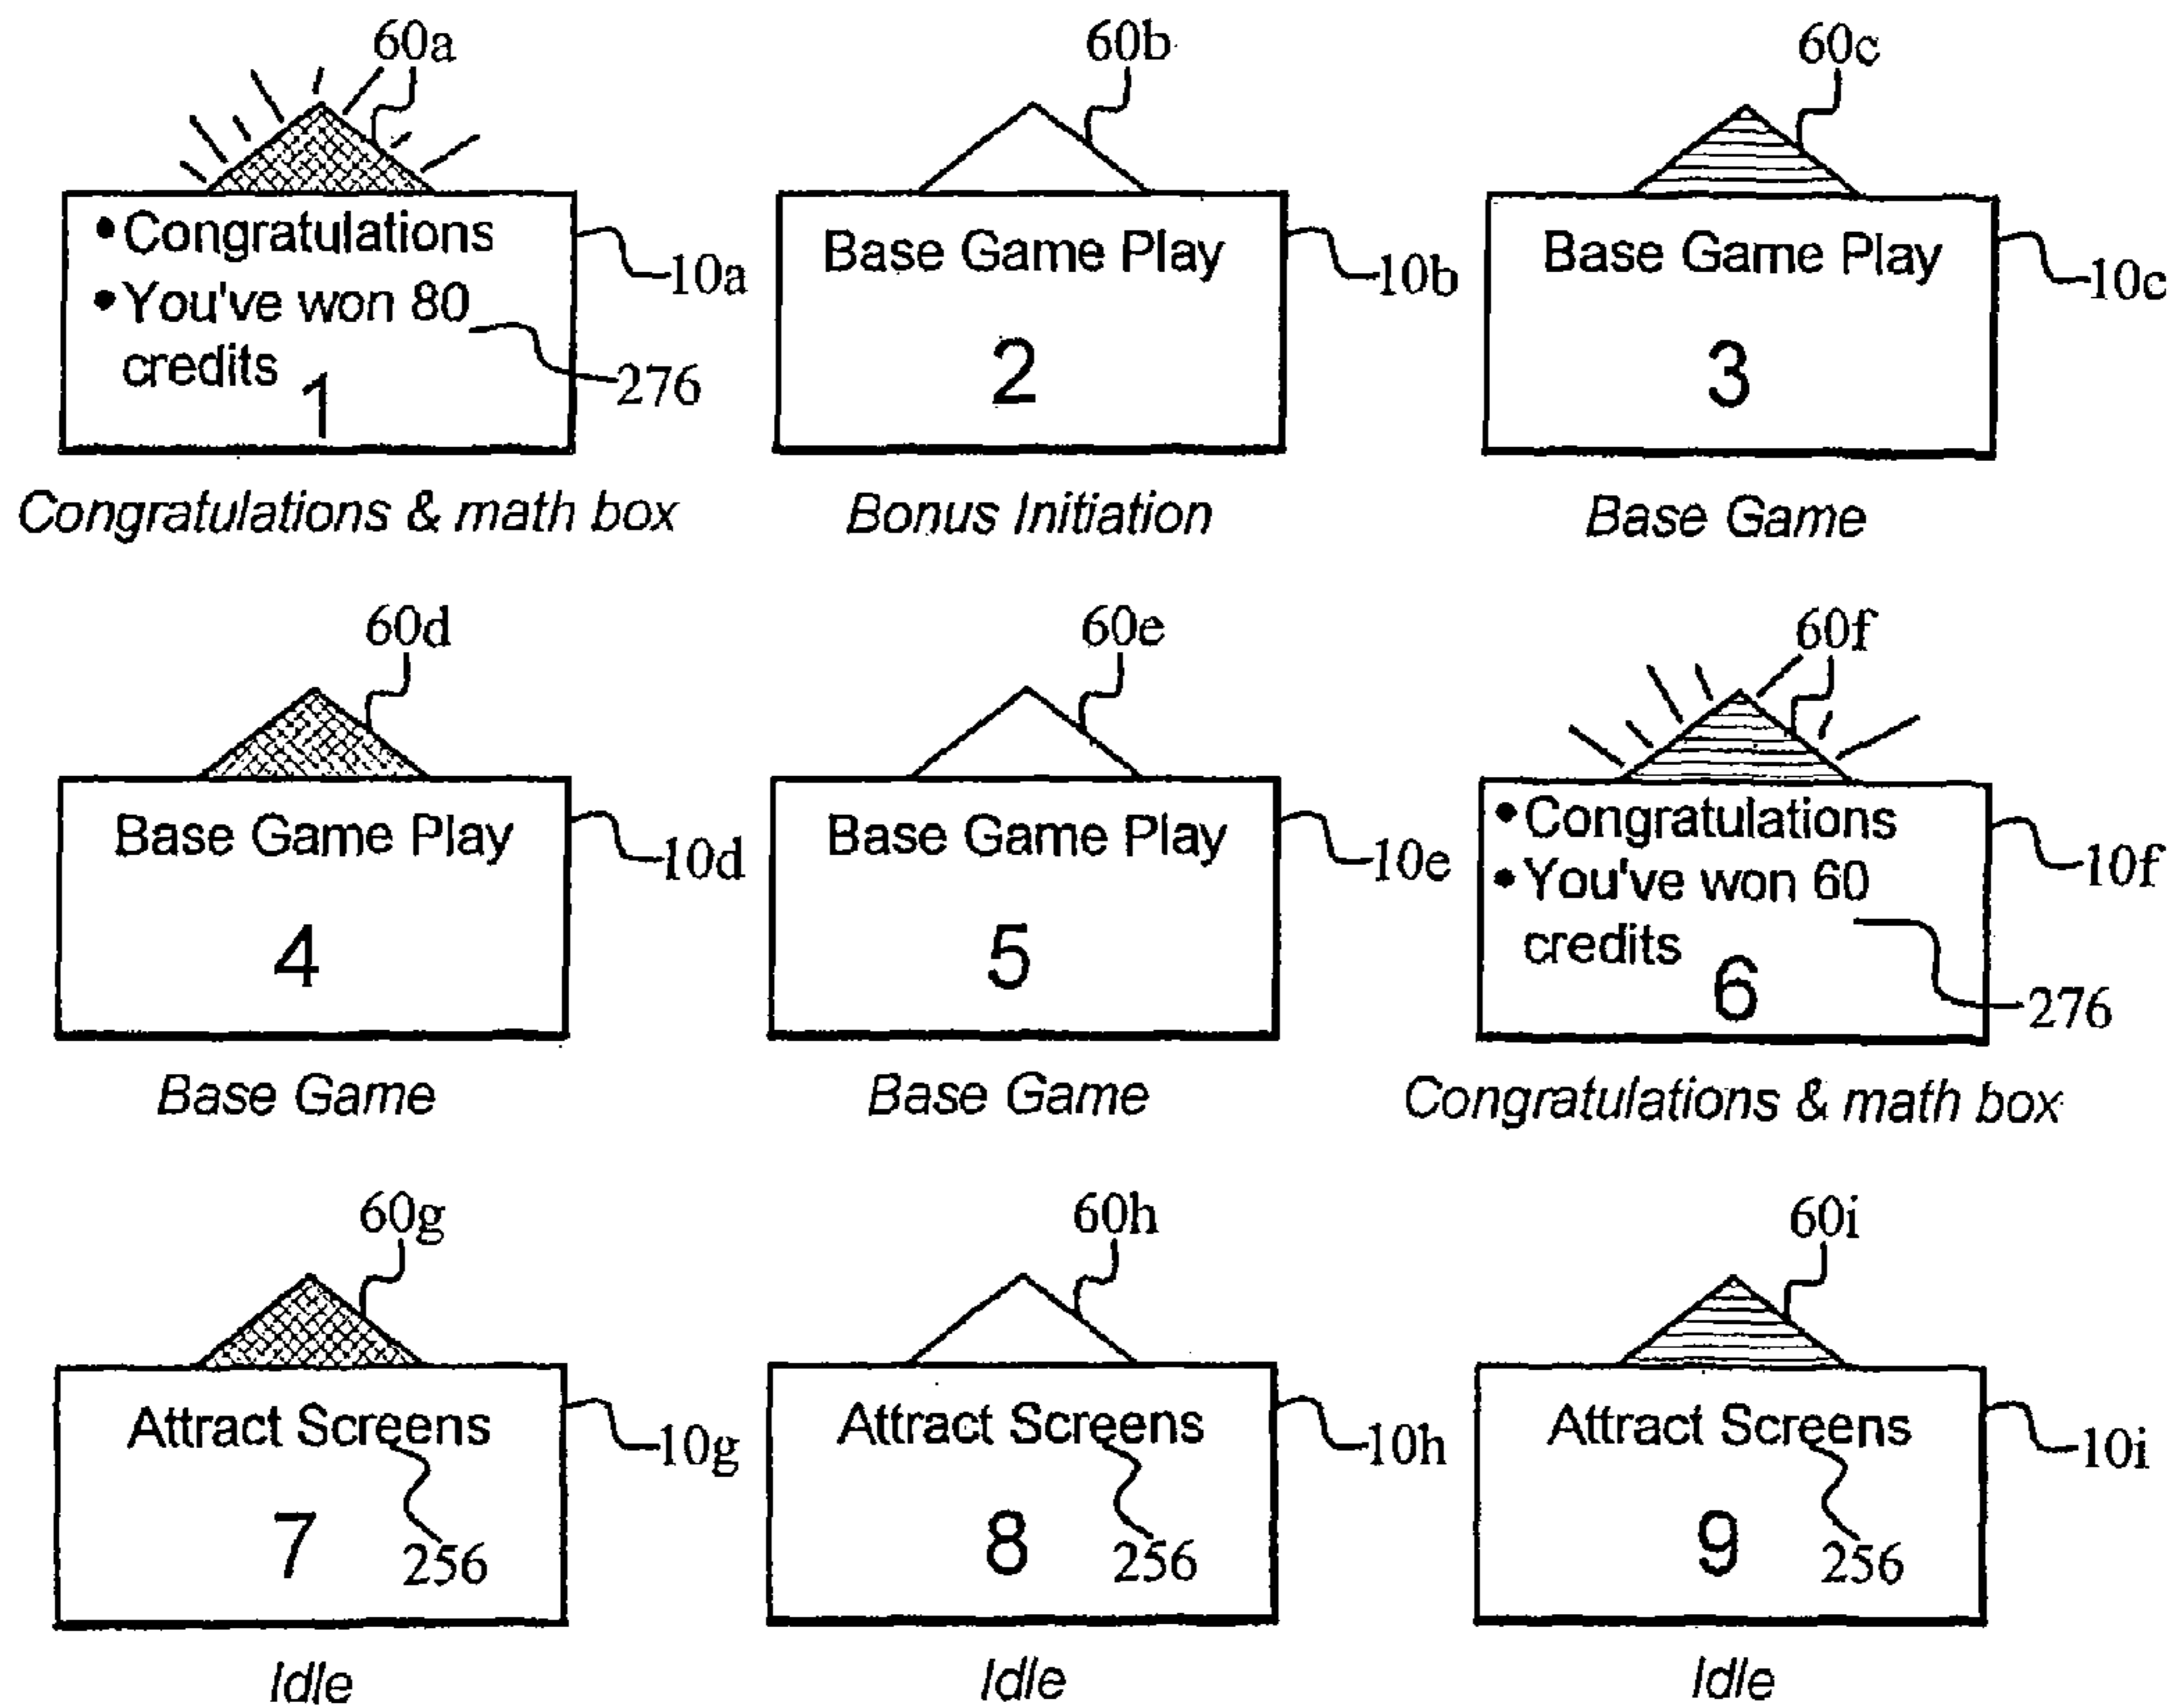 60a 60b 60c
• Congratulations
• You've won 80
credits
1
10a
276
Base Game Play
2
10b
Base Game Play
3
10c
Congratulations & math box
Bonus Initiation
Base Game
60d 60e 60f
Base Game Play
4
10d
Base Game Play
5
10e
• Congratulations
• You've won 60
credits
6
10f
276
Base Game
Base Game
Congratulations & math box
60g 60h 60i
Attract Screens
7
256
10g
Attract Screens
8
256
10h
Attract Screens
9
256
10i
Idle
Idle
Idle